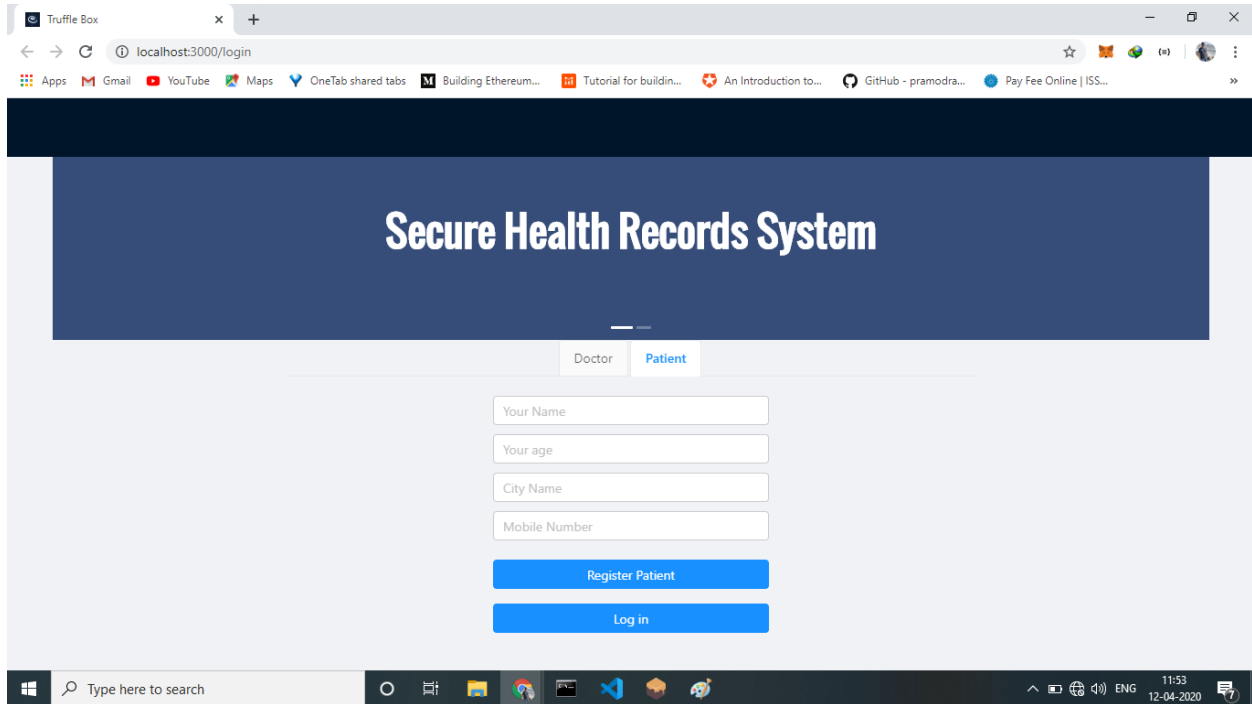 Truffle Box
localhost:3000/login
Apps Gmail YouTube Maps OneTab shared tabs Building Ethereum... Tutorial for buildin... An Introduction to... GitHub - pramodra... Pay Fee Online | ISS... »
Secure Health Records System
Doctor Patient
Your Name
Your age
City Name
Mobile Number
Register Patient
Log in
Type here to search
ENG
11:53
12-04-2020
7